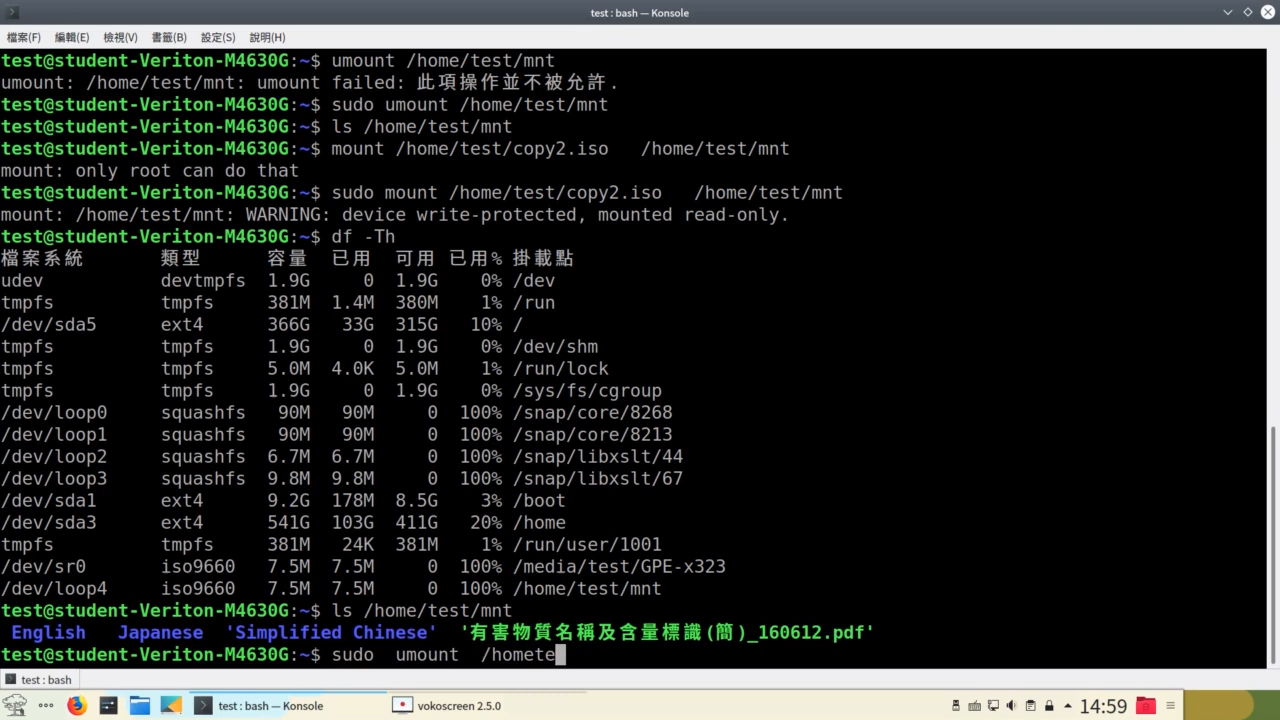 test : bash — Konsole
檔案(F) 編輯(E) 檢視(V) 書籤(B) 設定(S) 說明(H)
test@student-Veriton-M4630G:~$ umount /home/test/mnt
umount: /home/test/mnt: umount failed: 此項操作並不被允許.
test@student-Veriton-M4630G:~$ sudo umount /home/test/mnt
test@student-Veriton-M4630G:~$ ls /home/test/mnt
test@student-Veriton-M4630G:~$ mount /home/test/copy2.iso   /home/test/mnt
mount: only root can do that
test@student-Veriton-M4630G:~$ sudo mount /home/test/copy2.iso   /home/test/mnt
mount: /home/test/mnt: WARNING: device write-protected, mounted read-only.
test@student-Veriton-M4630G:~$ df -Th
檔案系統 類型 容量 已用 可用 已用% 掛載點
udev devtmpfs 1.9G 0 1.9G 0% /dev
tmpfs tmpfs 381M 1.4M 380M 1% /run
/dev/sda5 ext4 366G 33G 315G 10% /
tmpfs tmpfs 1.9G 0 1.9G 0% /dev/shm
tmpfs tmpfs 5.0M 4.0K 5.0M 1% /run/lock
tmpfs tmpfs 1.9G 0 1.9G 0% /sys/fs/cgroup
/dev/loop0 squashfs 90M 90M 0 100% /snap/core/8268
/dev/loop1 squashfs 90M 90M 0 100% /snap/core/8213
/dev/loop2 squashfs 6.7M 6.7M 0 100% /snap/libxslt/44
/dev/loop3 squashfs 9.8M 9.8M 0 100% /snap/libxslt/67
/dev/sda1 ext4 9.2G 178M 8.5G 3% /boot
/dev/sda3 ext4 541G 103G 411G 20% /home
tmpfs tmpfs 381M 24K 381M 1% /run/user/1001
/dev/sr0 iso9660 7.5M 7.5M 0 100% /media/test/GPE-x323
/dev/loop4 iso9660 7.5M 7.5M 0 100% /home/test/mnt
test@student-Veriton-M4630G:~$ ls /home/test/mnt
English   Japanese  'Simplified Chinese'  '有害物質名稱及含量標識(簡)_160612.pdf'
test@student-Veriton-M4630G:~$ sudo  umount  /homete
test : bash
test : bash — Konsole vokoscreen 2.5.0 14:59